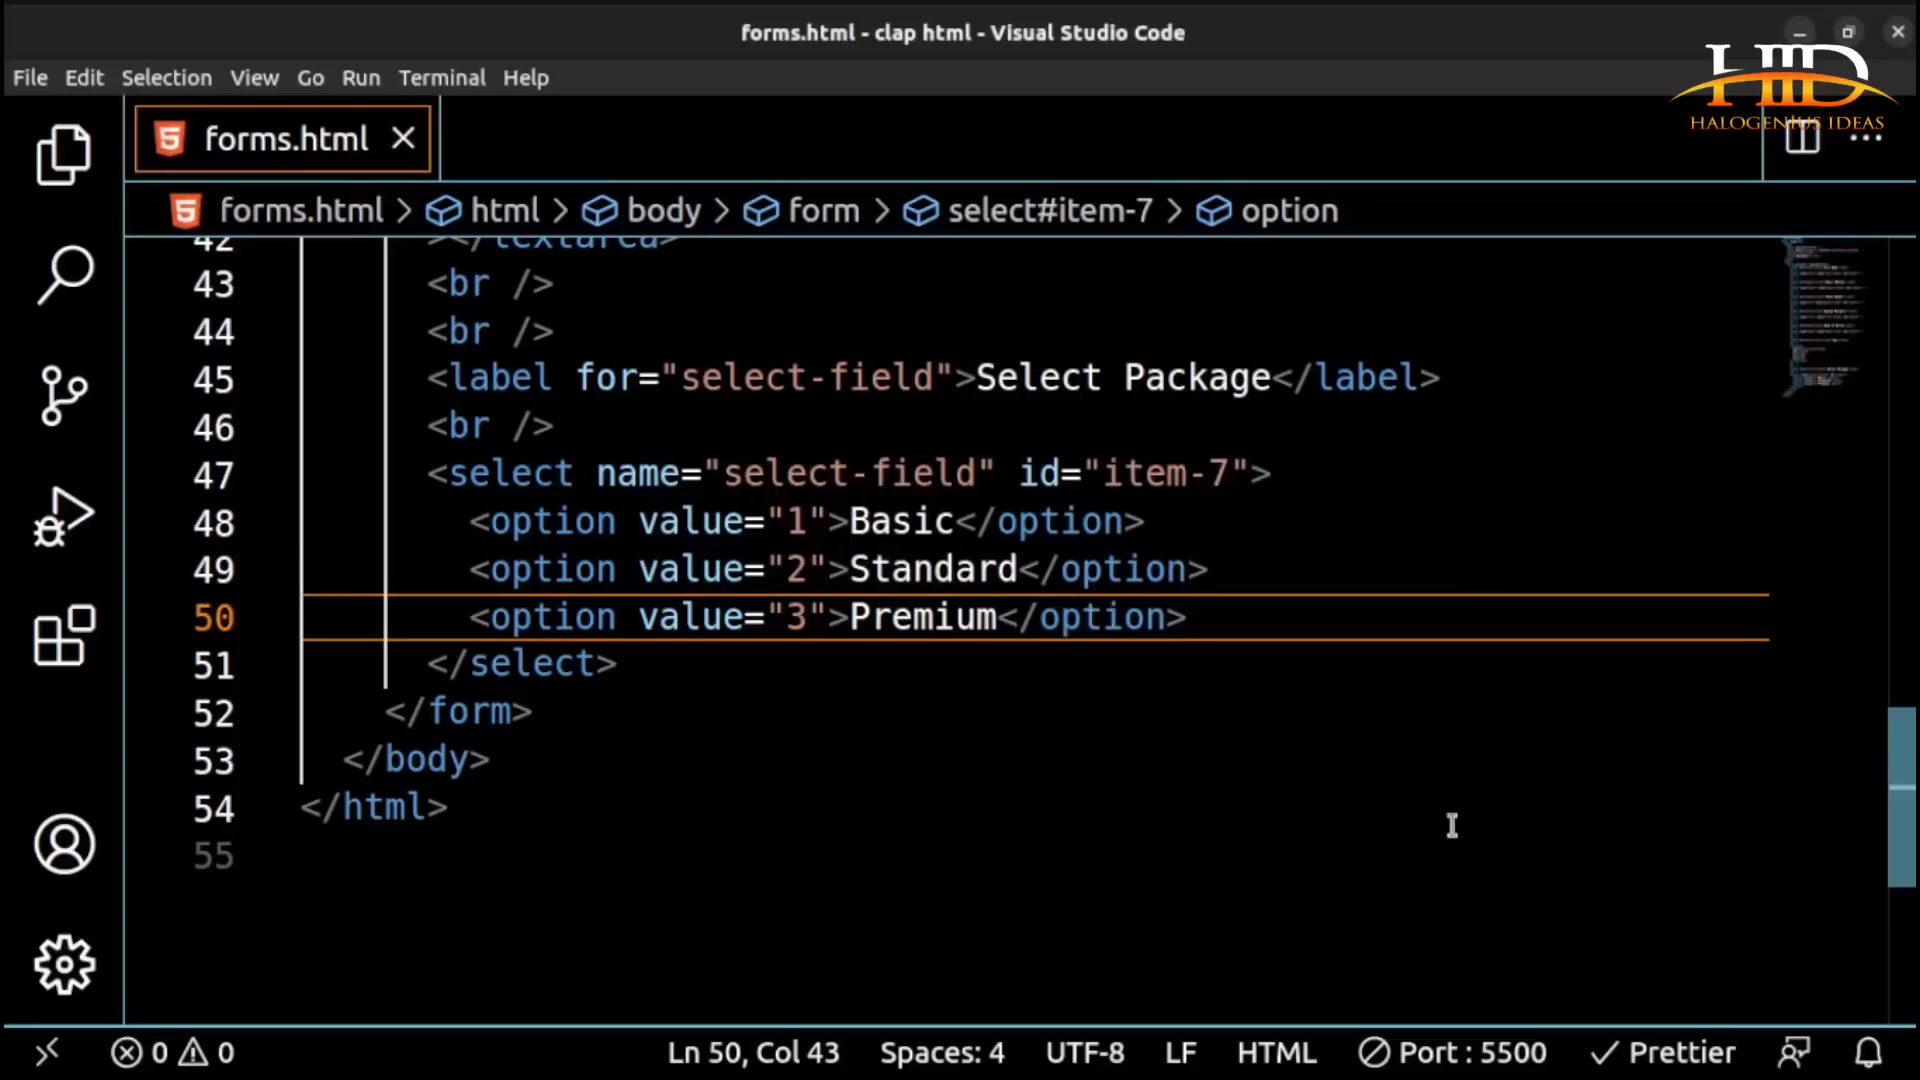 forms.html - clap html - Visual Studio Code
File Edit Selection View Go Run Terminal Help
HID
HALOGENIUS IDEAS
forms.html
forms.html > html > body > form > select#item-7 > option
42 ></textarea>
43 <br />
44 <br />
45 <label for="select-field">Select Package</label>
46 <br />
47 <select name="select-field" id="item-7">
48 <option value="1">Basic</option>
49 <option value="2">Standard</option>
50 <option value="3">Premium</option>
51 </select>
52 </form>
53 </body>
54 </html>
55
0 0 Ln 50, Col 43 Spaces: 4 UTF-8 LF HTML Port : 5500 Prettier